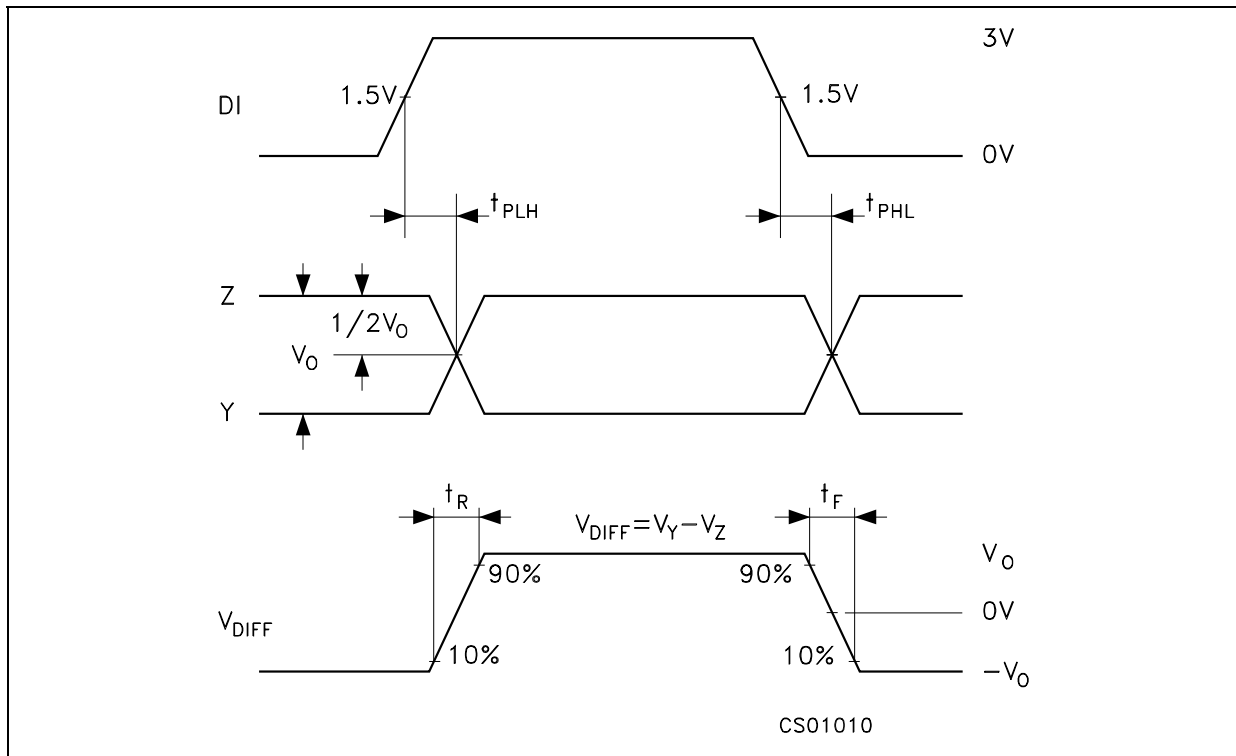 3V
1.5V
1.5V
DI
0V
tPLH
tPHL
Z
1/2VO
VO
Y
tR
tF
VDIFF=VY-VZ
VO
90%
90%
0V
VDIFF
10%
10%
-VO
CS01010